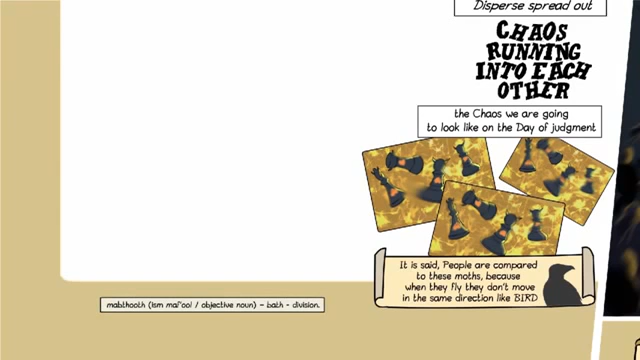 Disperse spread out
CHAOS
RUNNING
INTO EACH
OTHER
the Chaos we are going
to look like on the Day of judgment
It is said, People are compared
to these moths, because
when they fly they don't move
in the same direction like BIRD
mabthooth (ism maf'ool / objective noun) - bath - division.